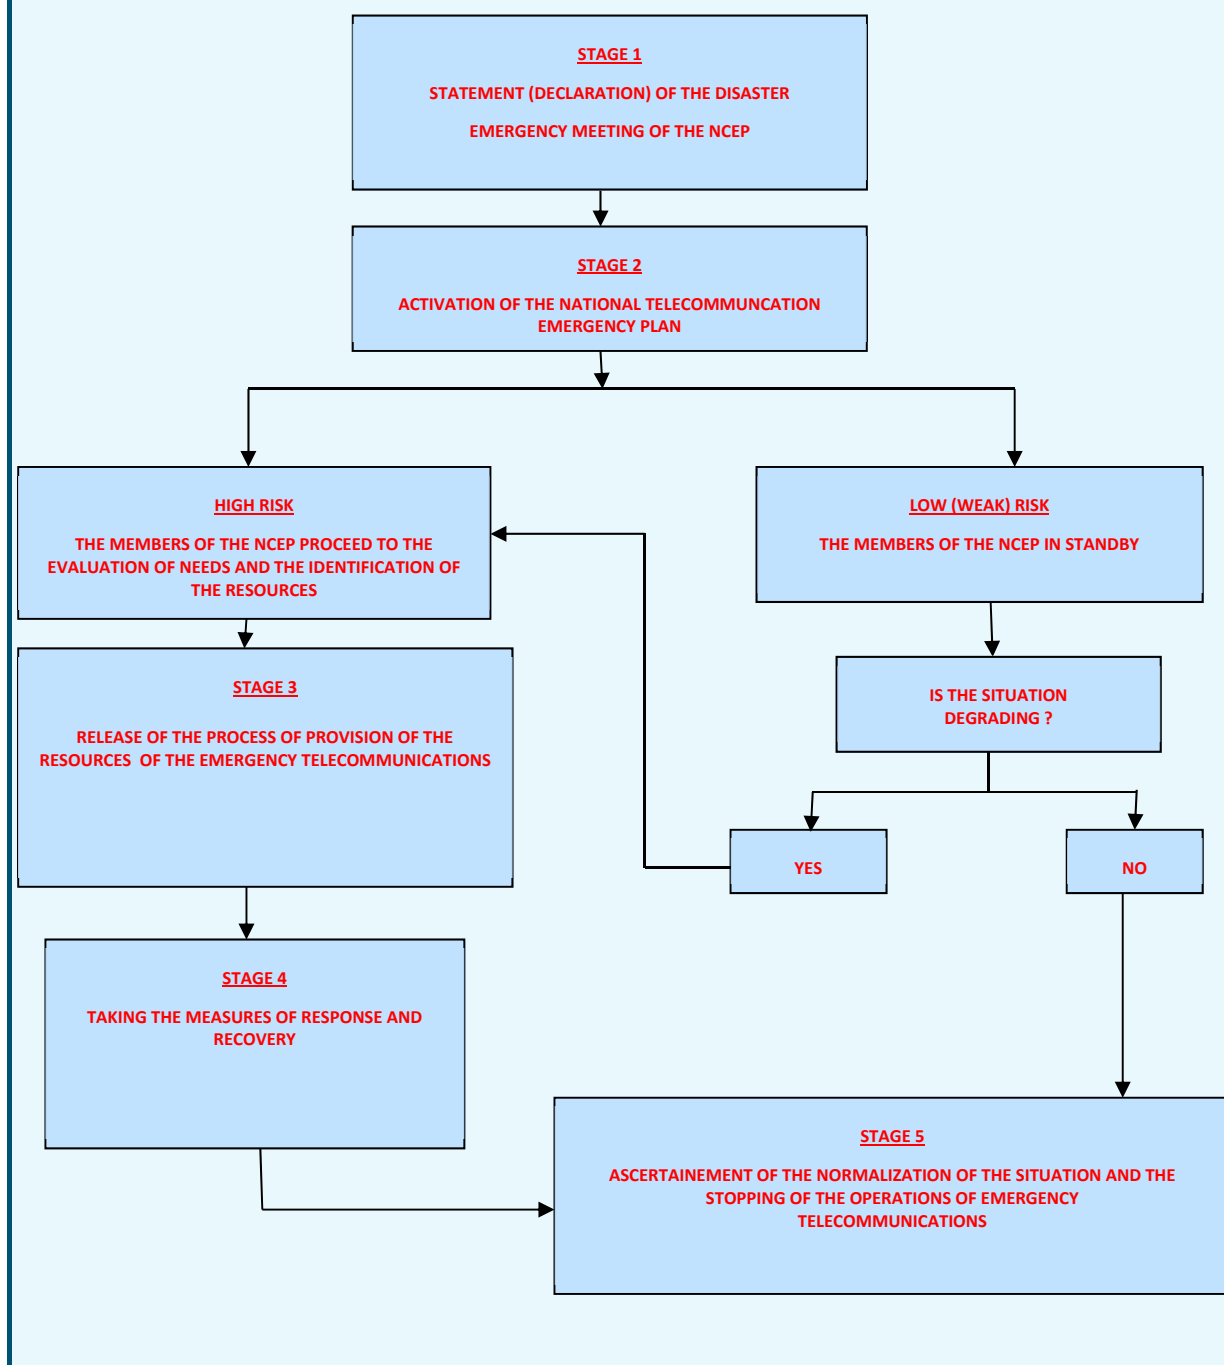 STAGE 1
STATEMENT (DECLARATION) OF THE DISASTER
EMERGENCY MEETING OF THE NCEP
STAGE 2
ACTIVATION OF THE NATIONAL TELECOMMUNCATION
EMERGENCY PLAN
HIGH RISK
THE MEMBERS OF THE NCEP PROCEED TO THE
EVALUATION OF NEEDS AND THE IDENTIFICATION OF
THE RESOURCES
LOW (WEAK) RISK
THE MEMBERS OF THE NCEP IN STANDBY
IS THE SITUATION
DEGRADING ?
YES
NO
STAGE 3
RELEASE OF THE PROCESS OF PROVISION OF THE
RESOURCES OF THE EMERGENCY TELECOMMUNICATIONS
STAGE 4
TAKING THE MEASURES OF RESPONSE AND
RECOVERY
STAGE 5
ASCERTAINEMENT OF THE NORMALIZATION OF THE SITUATION AND THE
STOPPING OF THE OPERATIONS OF EMERGENCY
TELECOMMUNICATIONS